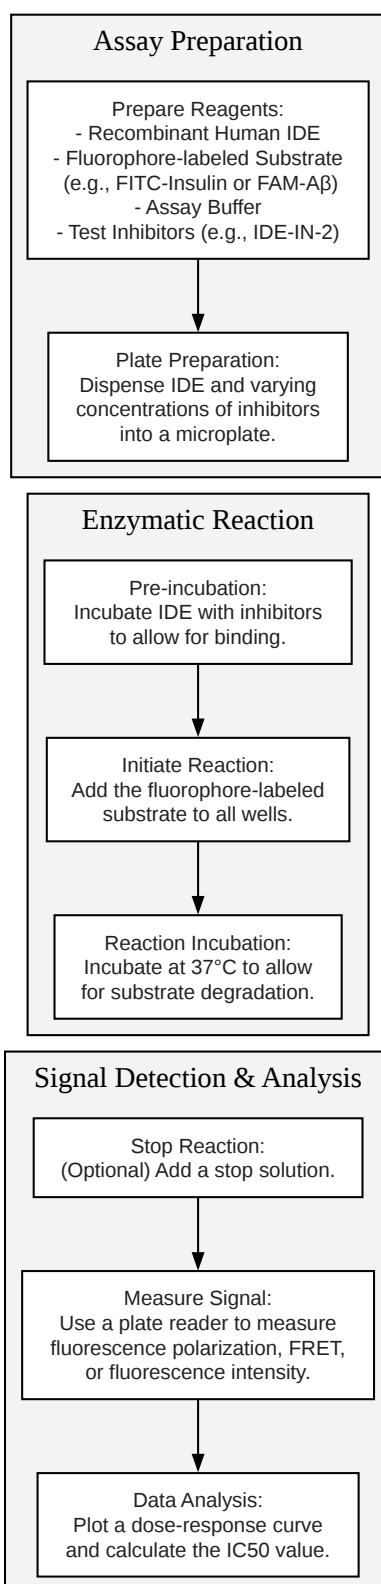 Assay Preparation
Prepare Reagents:
- Recombinant Human IDE
- Fluorophore-labeled Substrate
(e.g., FITC-Insulin or FAM-Aβ)
- Assay Buffer
- Test Inhibitors (e.g., IDE-IN-2)
Plate Preparation:
Dispense IDE and varying
concentrations of inhibitors
into a microplate.
Enzymatic Reaction
Pre-incubation:
Incubate IDE with inhibitors
to allow for binding.
Initiate Reaction:
Add the fluorophore-labeled
substrate to all wells.
Reaction Incubation:
Incubate at 37°C to allow
for substrate degradation.
Signal Detection & Analysis
Stop Reaction:
(Optional) Add a stop solution.
Measure Signal:
Use a plate reader to measure
fluorescence polarization, FRET,
or fluorescence intensity.
Data Analysis:
Plot a dose-response curve
and calculate the IC50 value.